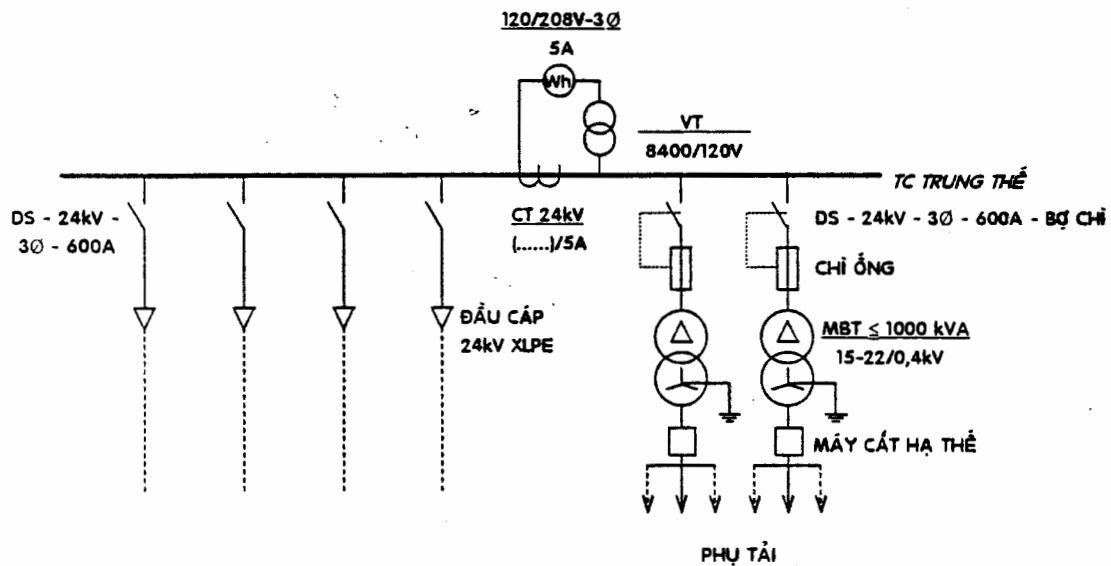 120/208V-3Ø
5A
Wh
VT
8400/120V
TC TRUNG THẾ
DS - 24kV -
3Ø - 600A
CT 24kV
(......)/5A
DS - 24kV - 3Ø - 600A - BỢ CHÌ
CHÌ ỐNG
ĐẦU CÁP
24kV XLPE
MBT ≤ 1000 kVA
15-22/0,4kV
MÁY CẮT HẠ THẾ
PHỤ TẢI